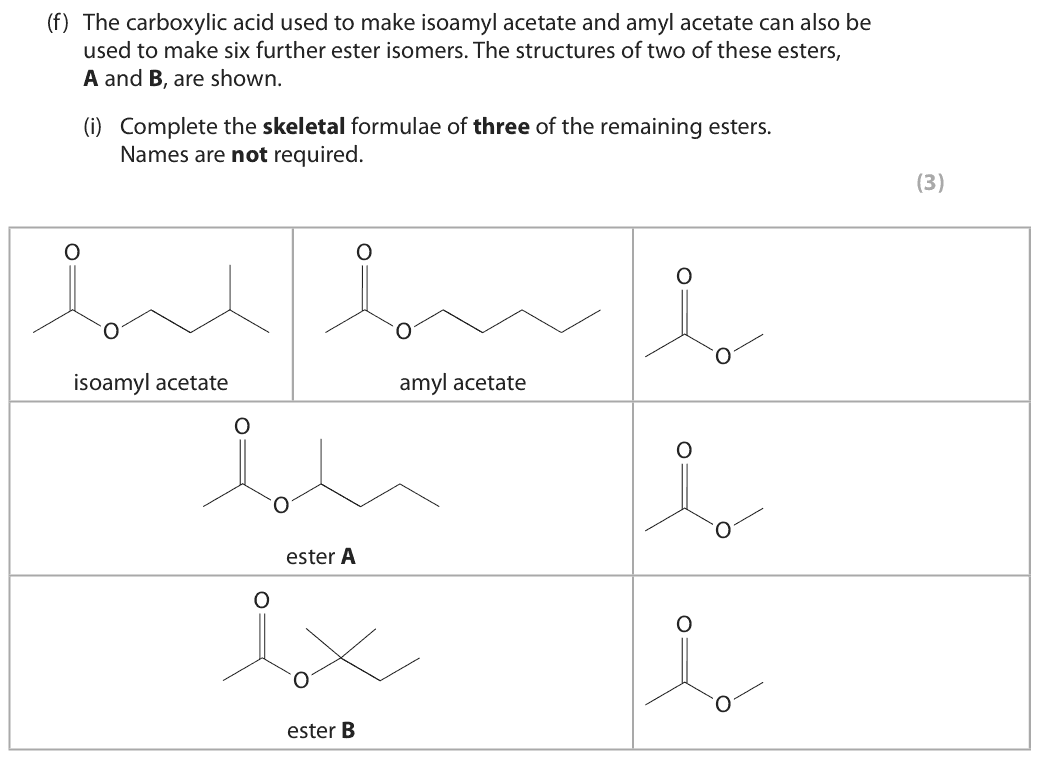 (f) The carboxylic acid used to make isoamyl acetate and amyl acetate can also be
used to make six further ester isomers. The structures of two of these esters,
A and B, are shown.
(i) Complete the skeletal formulae of three of the remaining esters.
Names are not required.
(3)
O
O
isoamyl acetate
O
O
amyl acetate
O
O
O
O
ester A
O
O
O
O
ester B
O
O